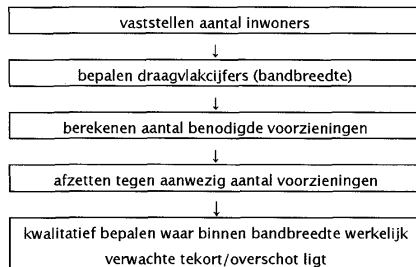 vaststellen aantal inwoners
↓
bepalen draagvlakcijfers (bandbreedte)
↓
berekenen aantal benodigde voorzieningen
↓
afzetten tegen aanwezig aantal voorzieningen
↓
kwalitatief bepalen waar binnen bandbreedte werkelijk
verwachte tekort/overschot ligt